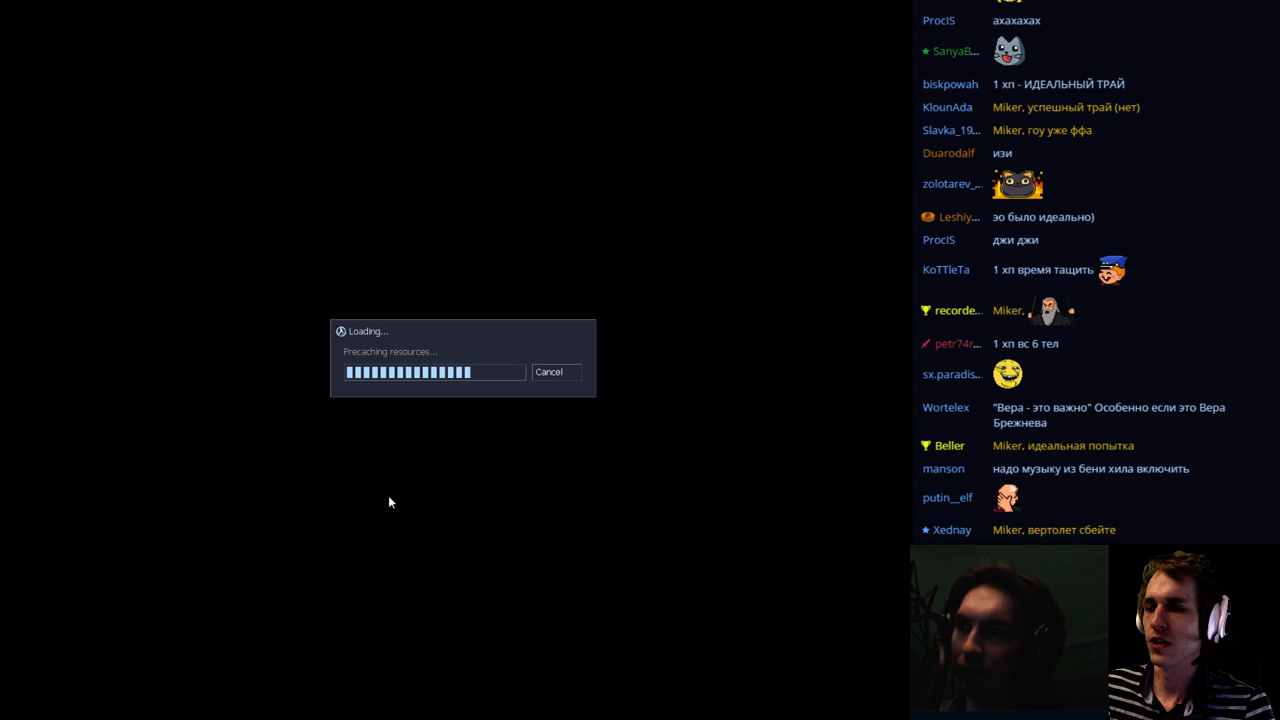 Loading...
Precaching resources...
Cancel
ProcIS ахахахах
SanyaB...
biskpowah 1 хп - ИДЕАЛЬНЫЙ ТРАЙ
KlounAda Miker, успешный трай (нет)
Slavka_19... Miker, гоу уже ффа
Duarodalf изи
zolotarev_...
Leshiy... эо было идеально)
ProcIS джи джи
KoTTleTa 1 хп время тащить
recorde... Miker,
petr74r... 1 хп вс 6 тел
sx.paradis...
Wortelex "Вера - это важно" Особенно если это Вера
Брежнева
Beller Miker, идеальная попытка
manson надо музыку из бени хила включить
putin__elf
Xednay Miker, вертолет сбейте